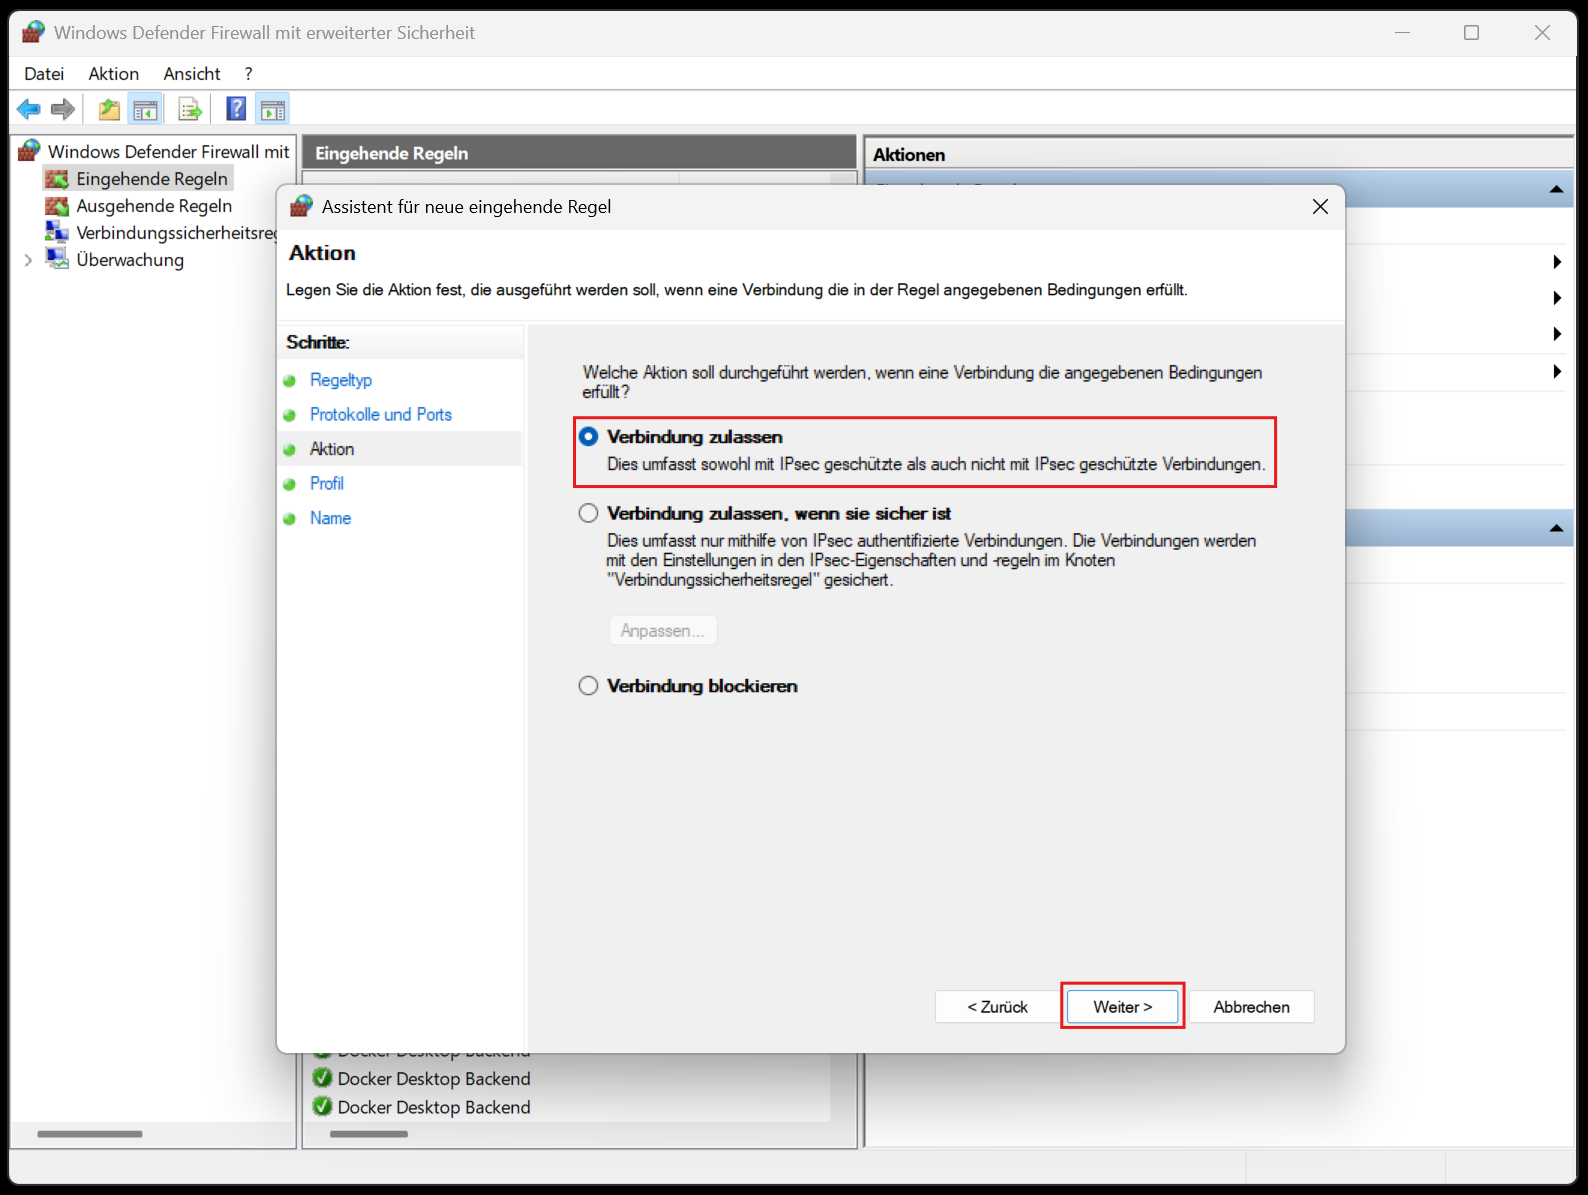 Windows Defender Firewall mit erweiterter Sicherheit
Datei Aktion Ansicht ?
Windows Defender Firewall mit
Eingehende Regeln
Ausgehende Regeln
Verbindungssicherheitsreg
Überwachung
Eingehende Regeln
Aktionen
Assistent für neue eingehende Regel
Aktion
Legen Sie die Aktion fest, die ausgeführt werden soll, wenn eine Verbindung die in der Regel angegebenen Bedingungen erfüllt.
Schritte:
Regeltyp
Protokolle und Ports
Aktion
Profil
Name
Welche Aktion soll durchgeführt werden, wenn eine Verbindung die angegebenen Bedingungen
erfüllt?
Verbindung zulassen
Dies umfasst sowohl mit IPsec geschützte als auch nicht mit IPsec geschützte Verbindungen.
Verbindung zulassen, wenn sie sicher ist
Dies umfasst nur mithilfe von IPsec authentifizierte Verbindungen. Die Verbindungen werden
mit den Einstellungen in den IPsec-Eigenschaften und -regeln im Knoten
"Verbindungssicherheitsregel" gesichert.
Anpassen...
Verbindung blockieren
< Zurück
Weiter >
Abbrechen
Docker Desktop Backend
Docker Desktop Backend
Docker Desktop Backend